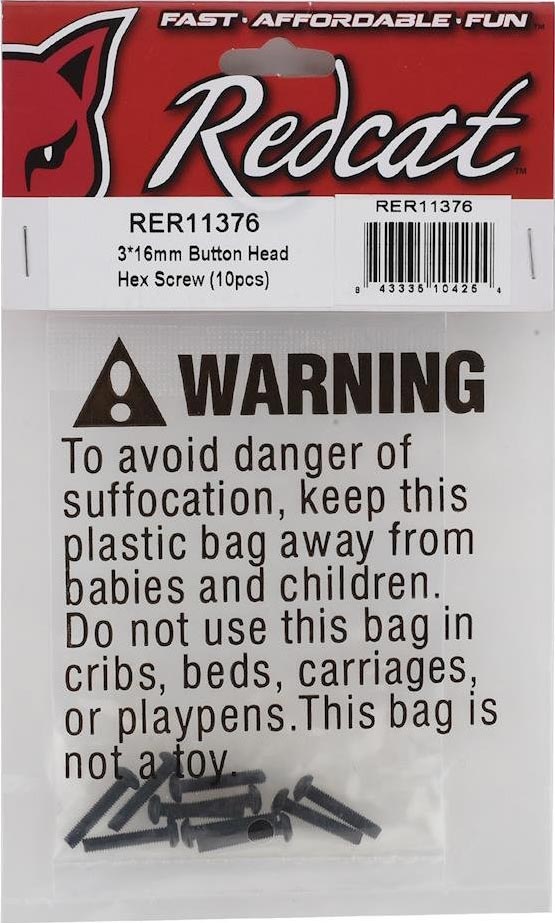 FAST · AFFORDABLE · FUN ™
Redcat ™
RER11376
3*16mm Button Head
Hex Screw (10pcs)
RER11376
8 43335 10425 4
WARNING
To avoid danger of
suffocation, keep this
plastic bag away from
babies and children.
Do not use this bag in
cribs, beds, carriages,
or playpens.This bag is
not a toy.